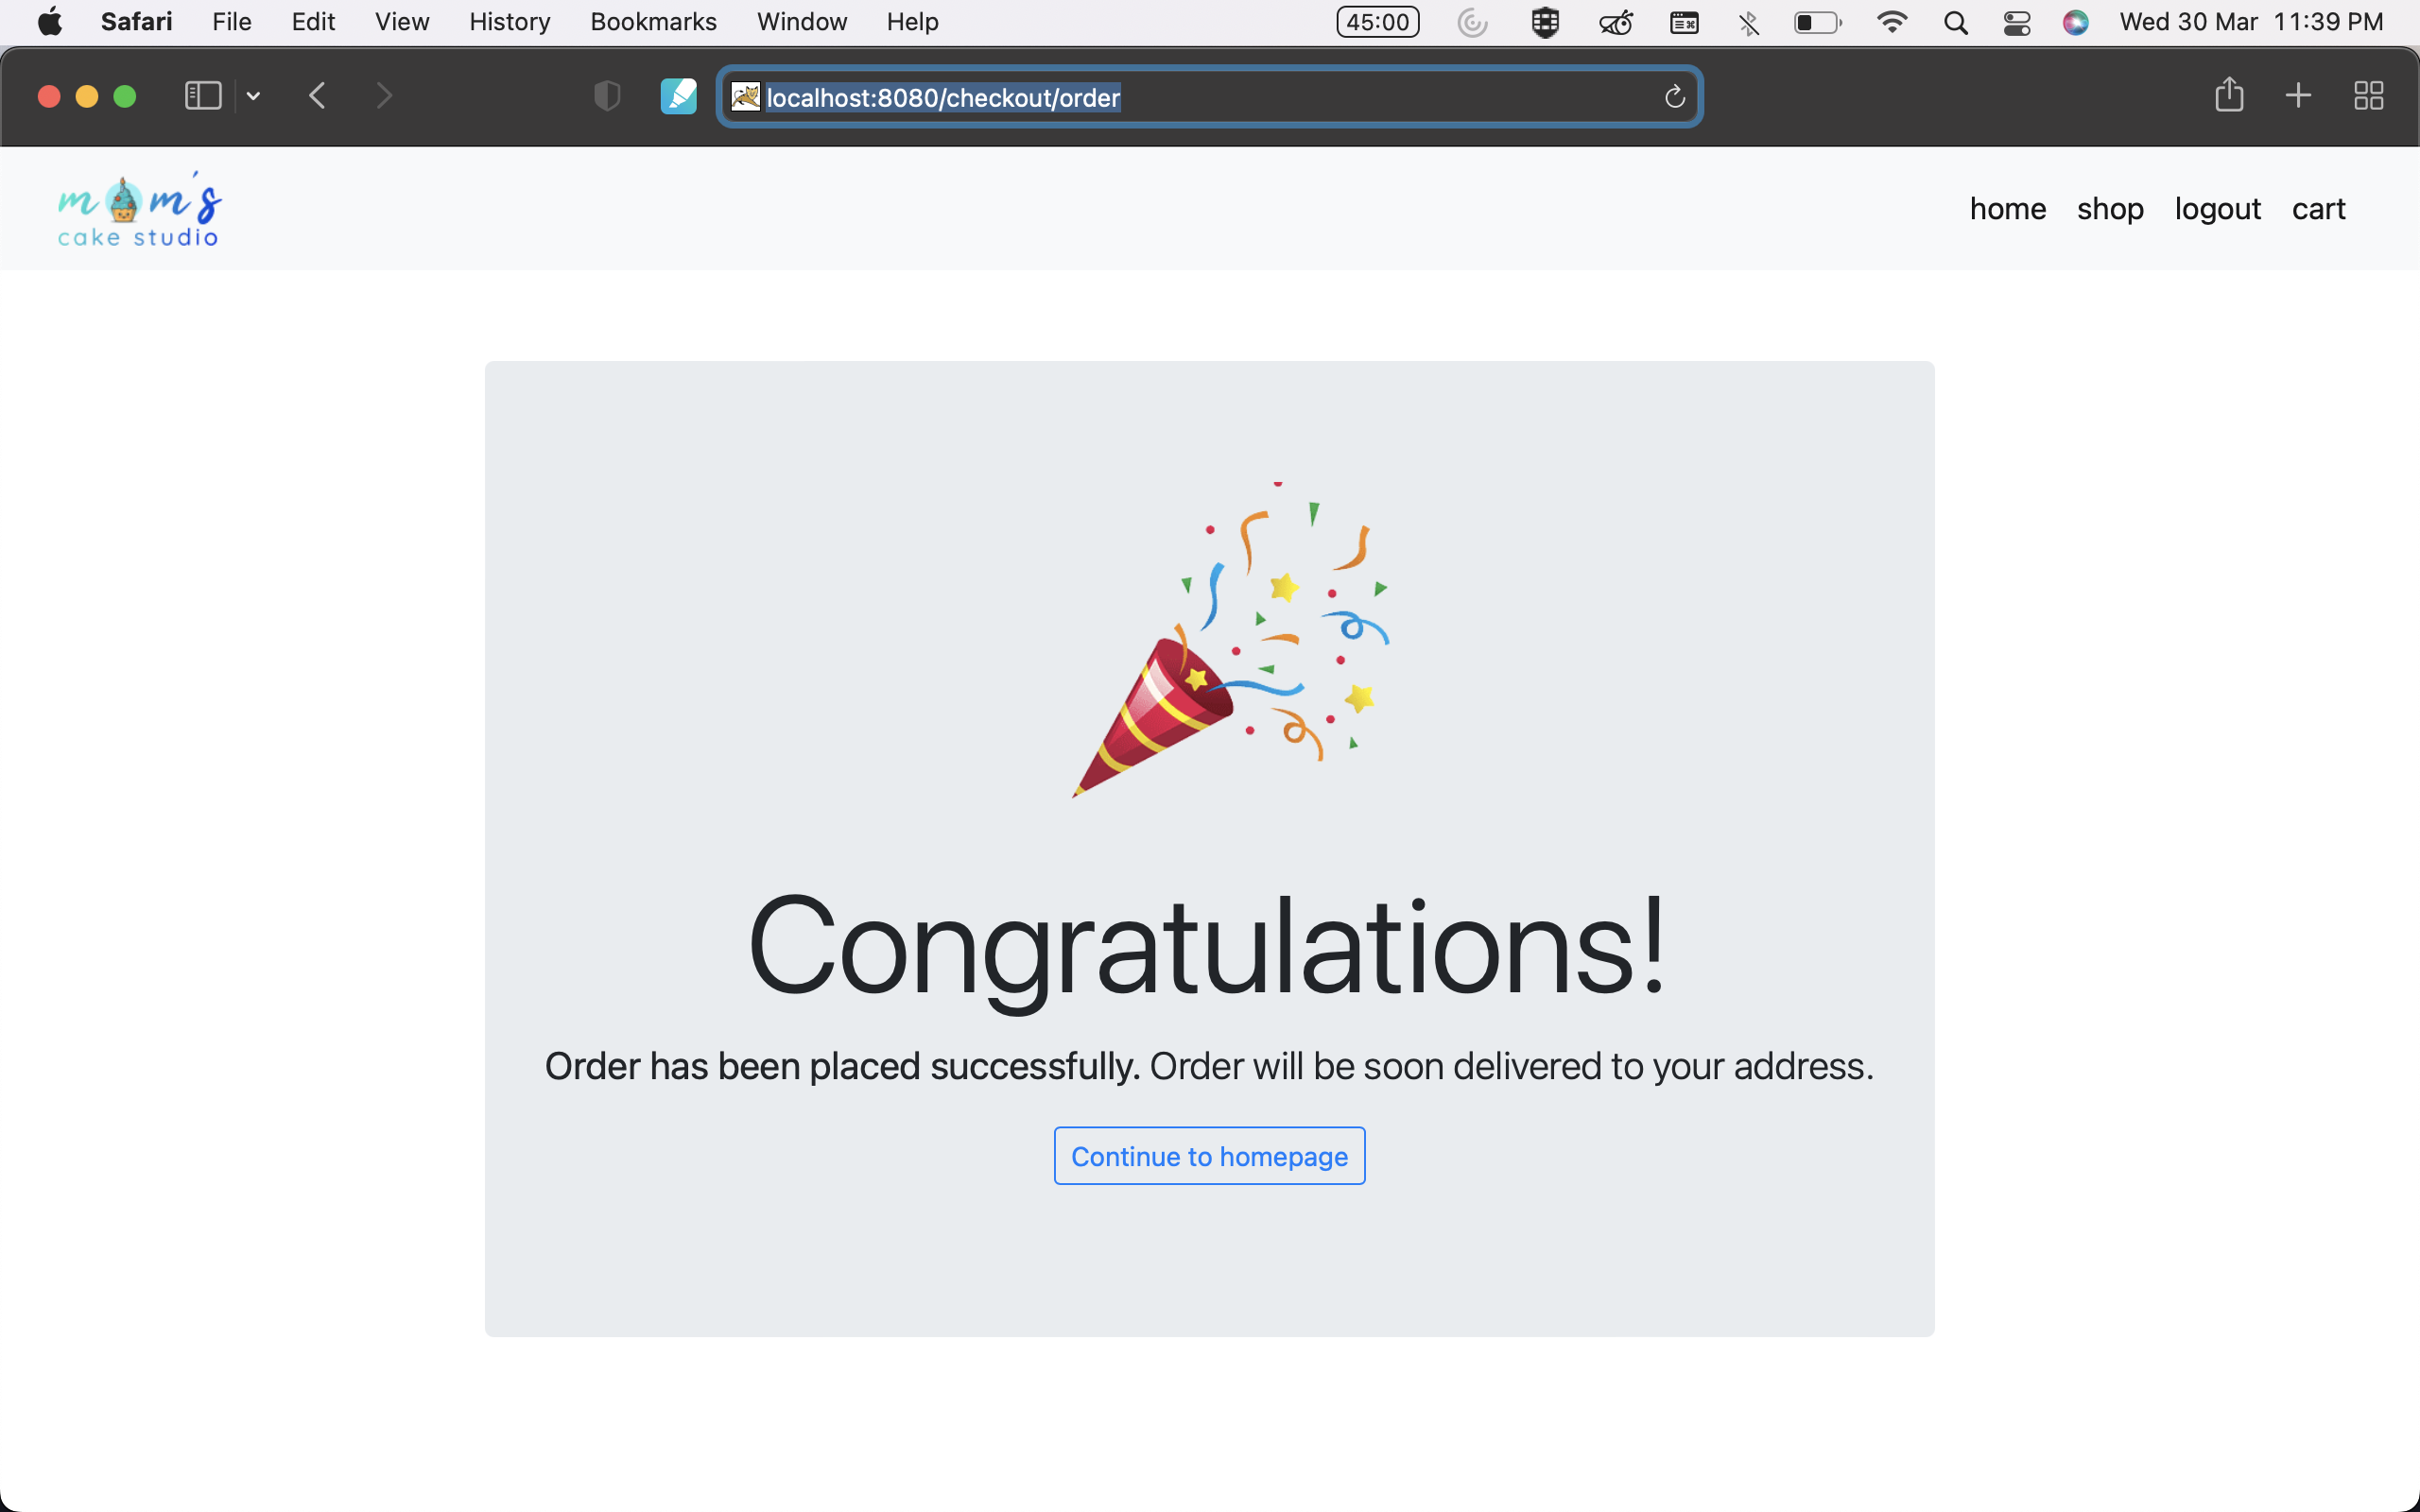 Safari File Edit View History Bookmarks Window Help 45:00 Wed 30 Mar 11:39 PM
localhost:8080/checkout/order
mom's
cake studio
home shop logout cart
Congratulations!
Order has been placed successfully. Order will be soon delivered to your address.
Continue to homepage